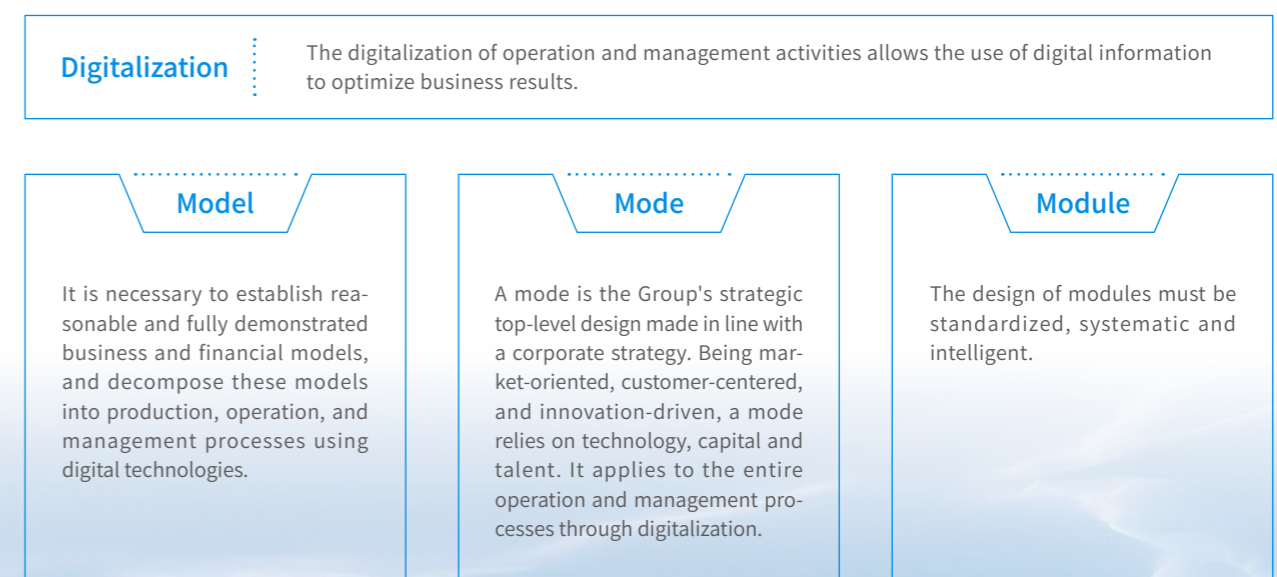 Digitalization
The digitalization of operation and management activities allows the use of digital information
to optimize business results.
Model
It is necessary to establish rea-
sonable and fully demonstrated
business and financial models,
and decompose these models
into production, operation, and
management processes using
digital technologies.
Mode
A mode is the Group's strategic
top-level design made in line with
a corporate strategy. Being mar-
ket-oriented, customer-centered,
and innovation-driven, a mode
relies on technology, capital and
talent. It applies to the entire
operation and management pro-
cesses through digitalization.
Module
The design of modules must be
standardized, systematic and
intelligent.